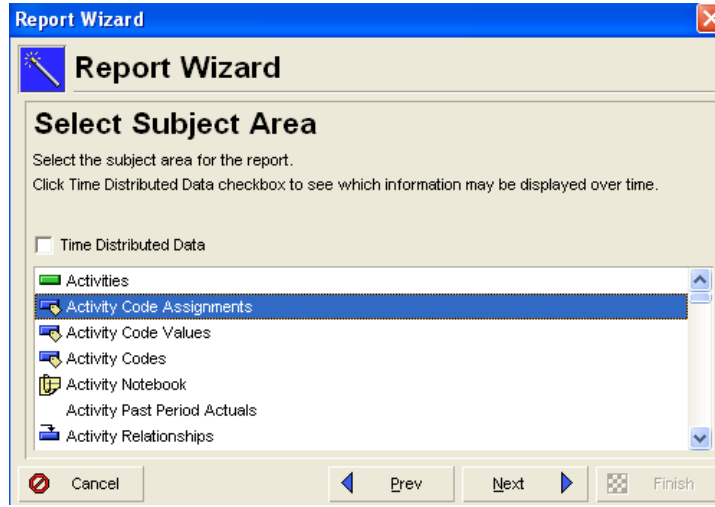 Report Wizard
Report Wizard
Select Subject Area
Select the subject area for the report.
Click Time Distributed Data checkbox to see which information may be displayed over time.
Time Distributed Data
Activities
Activity Code Assignments
Activity Code Values
Activity Codes
Activity Notebook
Activity Past Period Actuals
Activity Relationships
Cancel Prev Next Finish